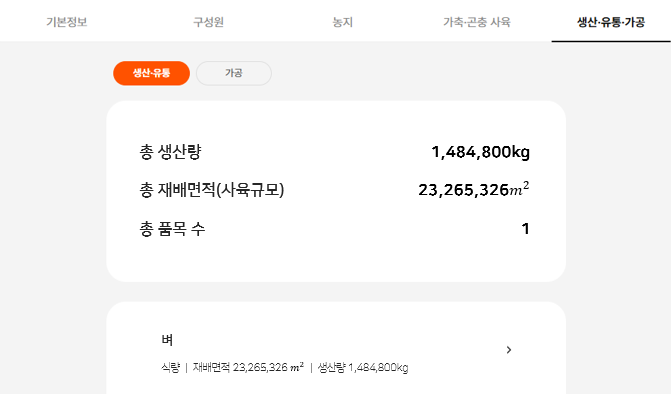 기본정보 구성원 농지 가축·곤충 사육 생산·유통·가공
생산·유통 가공
총 생산량 1,484,800kg
총 재배면적(사육규모) 23,265,326m²
총 품목 수 1
벼
식량 | 재배면적 23,265,326 m² | 생산량 1,484,800kg